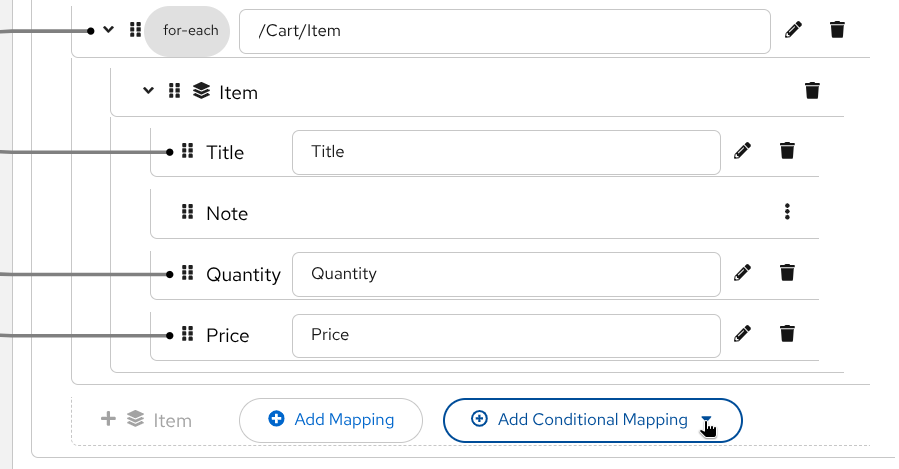 for-each /Cart/Item
Item
Title Title
Note
Quantity Quantity
Price Price
Item Add Mapping Add Conditional Mapping